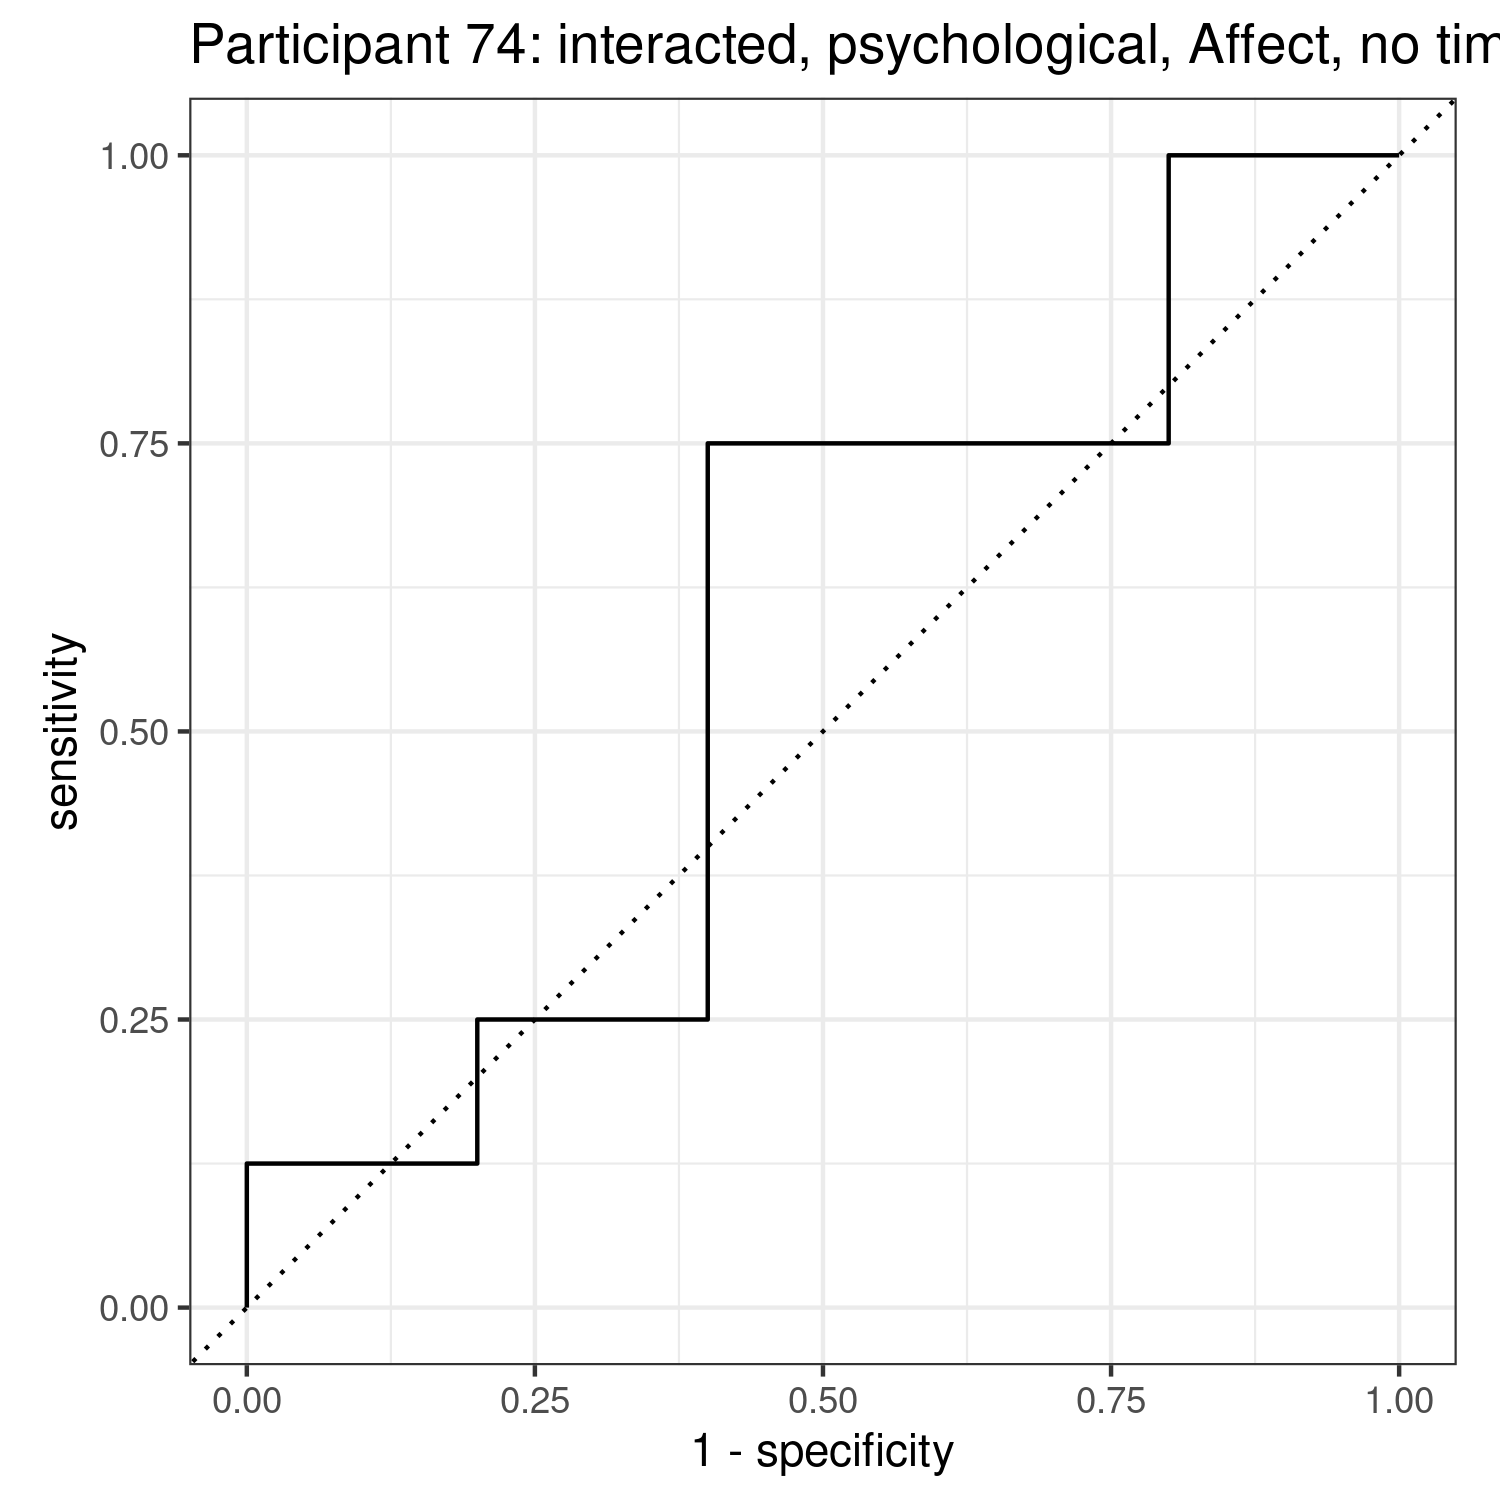 Participant 74: interacted, psychological, Affect, no tim
1.00
0.75
0.50
0.25
0.00
sensitivity
0.00 0.25 0.50 0.75 1.00
1 - specificity